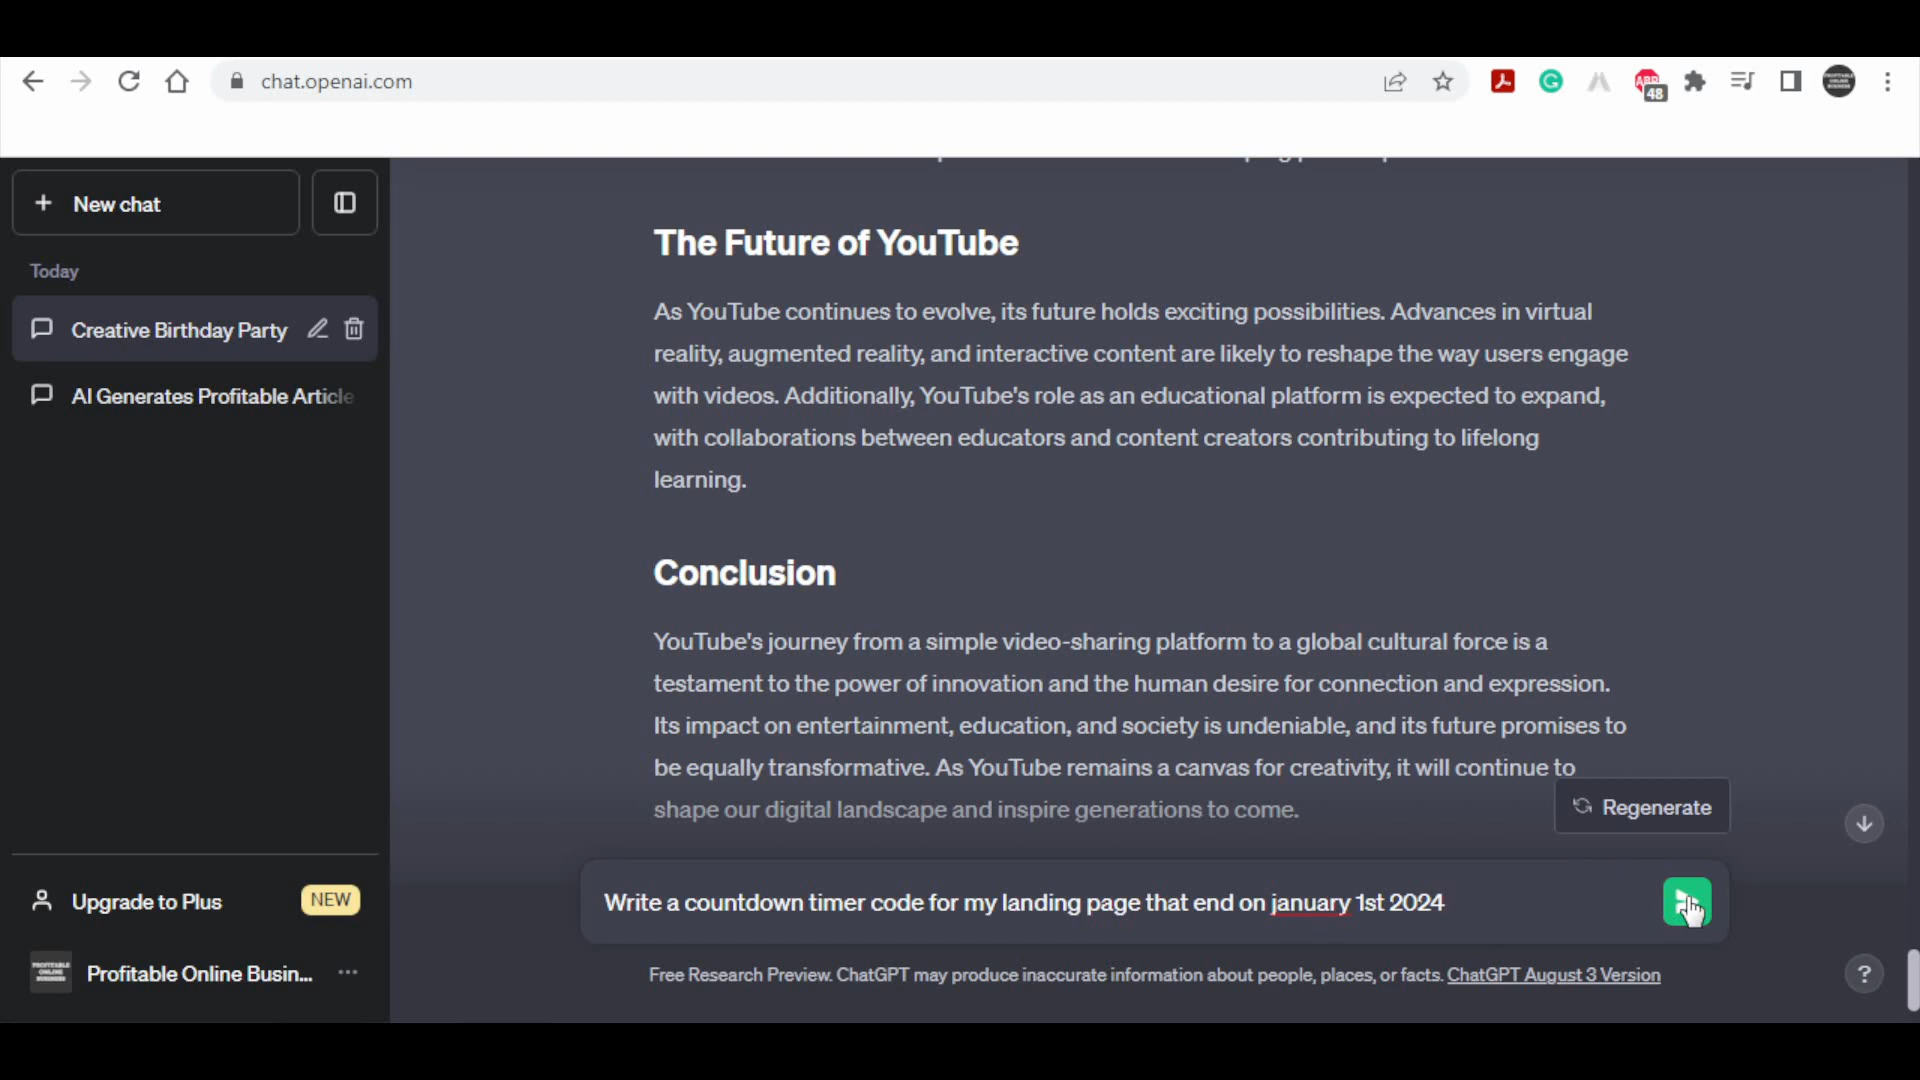 chat.openai.com
48
New chat
Today
Creative Birthday Party
AI Generates Profitable Article
The Future of YouTube
As YouTube continues to evolve, its future holds exciting possibilities. Advances in virtual
reality, augmented reality, and interactive content are likely to reshape the way users engage
with videos. Additionally, YouTube's role as an educational platform is expected to expand,
with collaborations between educators and content creators contributing to lifelong
learning.
Conclusion
YouTube's journey from a simple video-sharing platform to a global cultural force is a
testament to the power of innovation and the human desire for connection and expression.
Its impact on entertainment, education, and society is undeniable, and its future promises to
be equally transformative. As YouTube remains a canvas for creativity, it will continue to
shape our digital landscape and inspire generations to come.
Regenerate
Upgrade to Plus
NEW
Write a countdown timer code for my landing page that end on january 1st 2024
PROFITABLE
ONLINE
BUSINESS
Profitable Online Busin...
Free Research Preview. ChatGPT may produce inaccurate information about people, places, or facts. ChatGPT August 3 Version
?